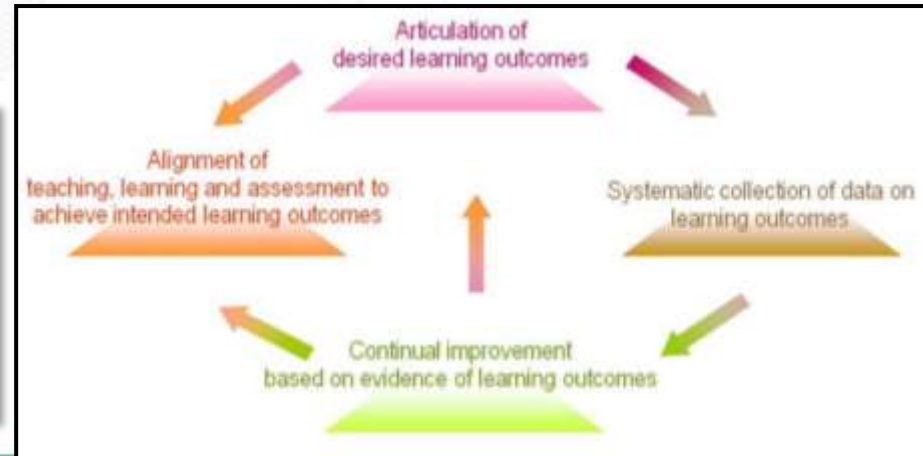 Articulation of
desired learning outcomes
Alignment of
teaching, learning and assessment to
achieve intended learning outcomes
Systematic collection of data on
learning outcomes
Continual improvement
based on evidence of learning outcomes